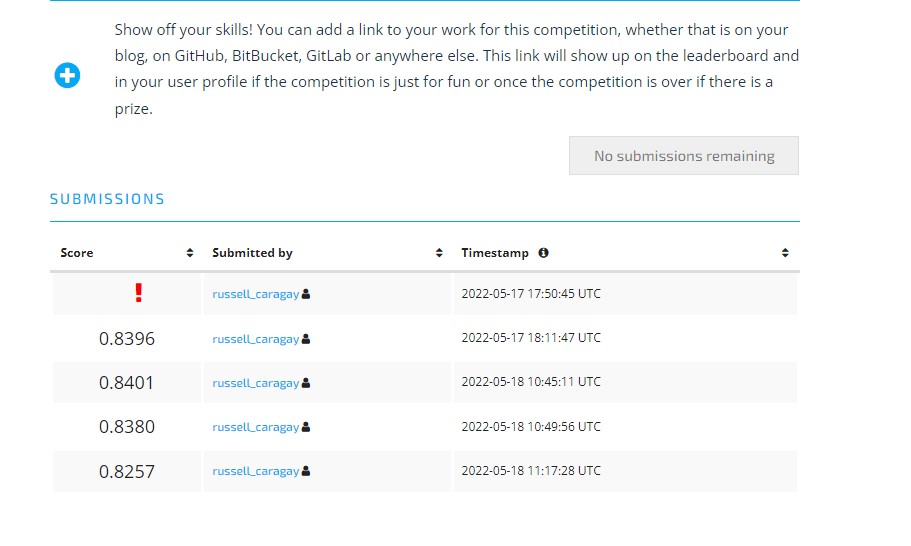 Show off your skills! You can add a link to your work for this competition, whether that is on your
blog, on GitHub, BitBucket, GitLab or anywhere else. This link will show up on the leaderboard and
in your user profile if the competition is just for fun or once the competition is over if there is a
prize.
No submissions remaining
SUBMISSIONS
Score Submitted by Timestamp
! russell_caragay 2022-05-17 17:50:45 UTC
0.8396 russell_caragay 2022-05-17 18:11:47 UTC
0.8401 russell_caragay 2022-05-18 10:45:11 UTC
0.8380 russell_caragay 2022-05-18 10:49:56 UTC
0.8257 russell_caragay 2022-05-18 11:17:28 UTC